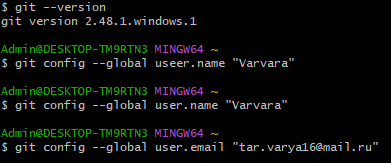 $ git --version
git version 2.48.1.windows.1
Admin@DESKTOP-TM9RTN3 MINGW64 ~
$ git config --global useer.name "Varvara"
Admin@DESKTOP-TM9RTN3 MINGW64 ~
$ git config --global user.name "Varvara"
Admin@DESKTOP-TM9RTN3 MINGW64 ~
$ git config --global user.email "tar.varya16@mail.ru"